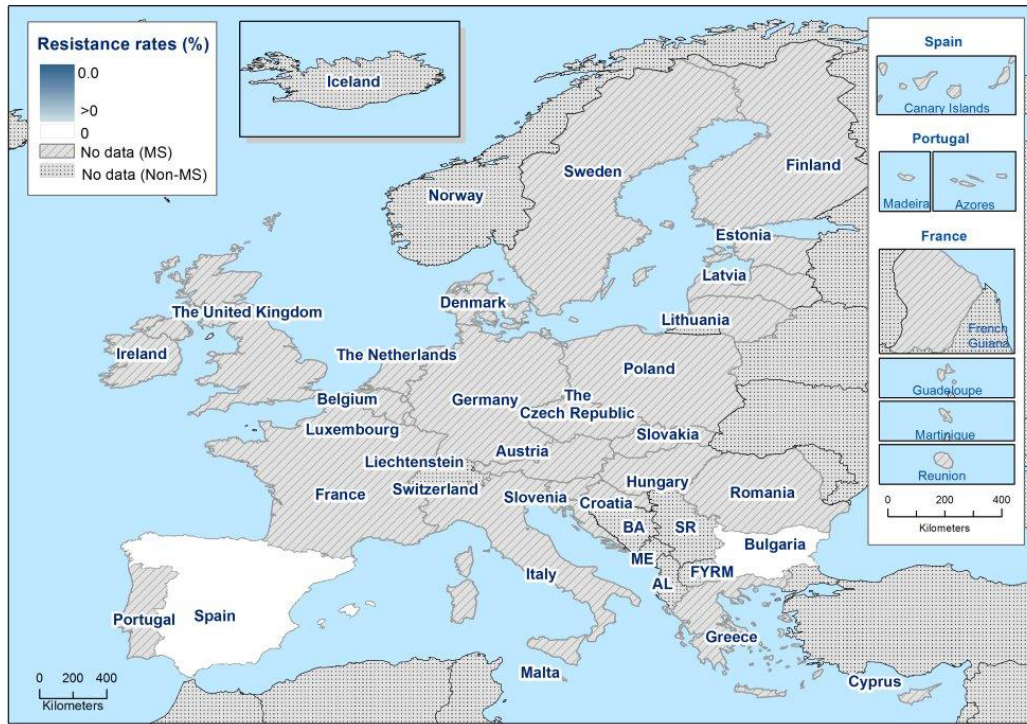 Resistance rates (%)
0.0
>0
0
No data (MS)
No data (Non-MS)
Iceland
Spain
Canary Islands
Portugal
Madeira
Azores
France
French
Guiana
Guadeloupe
Martinique
Reunion
0 200 400
Kilometers
Norway
Sweden
Finland
Estonia
Latvia
Lithuania
Denmark
The United Kingdom
Ireland
The Netherlands
Belgium
Luxembourg
Germany
Poland
The
Czech Republic
Slovakia
Austria
Liechtenstein
Switzerland
France
Slovenia
Hungary
Croatia
Romania
BA
SR
Bulgaria
ME
AL
FYRM
Italy
Portugal
Spain
Greece
Malta
Cyprus
0 200 400
Kilometers